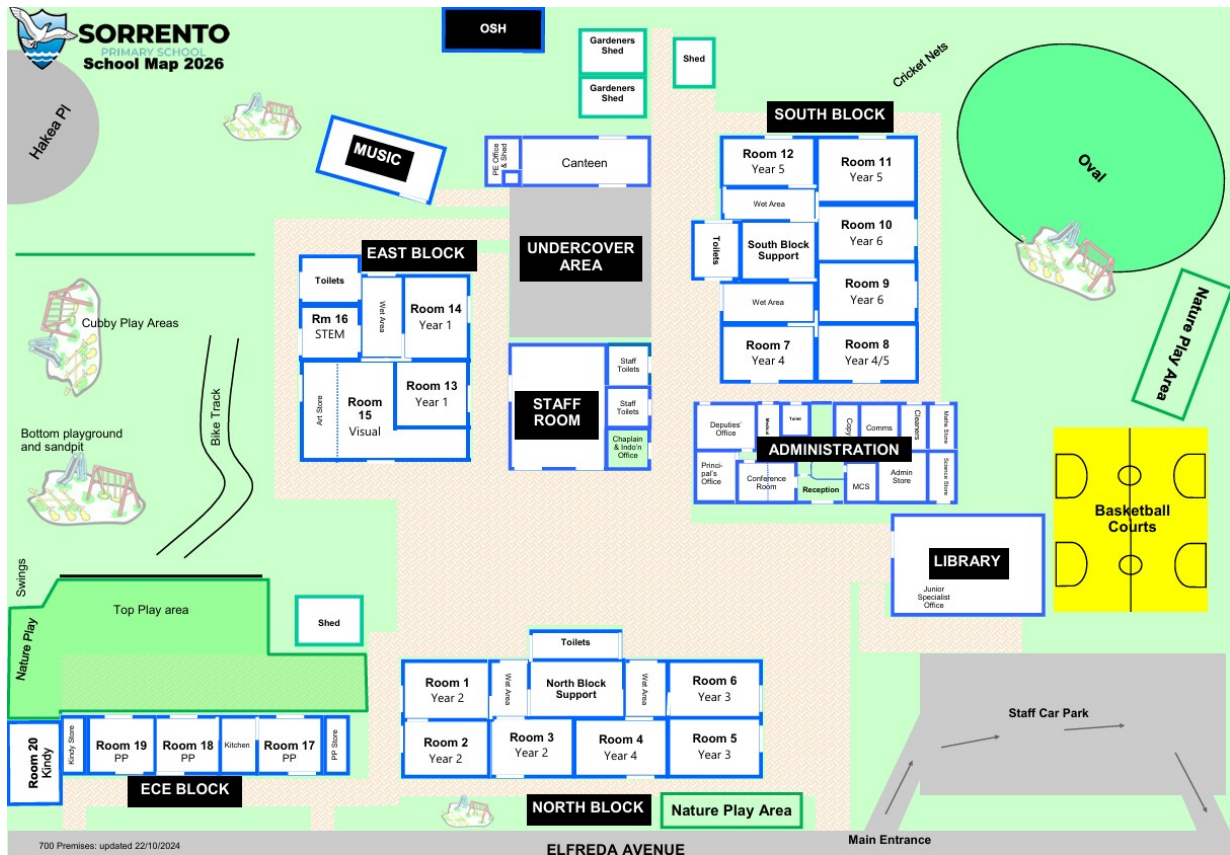 SORRENTO
PRIMARY SCHOOL
School Map 2026
OSH
Gardeners
Shed
Gardeners
Shed
Shed
Cricket Nets
Hakea Pl
MUSIC
PE Office
& Shed
Canteen
SOUTH BLOCK
Room 12
Year 5
Room 11
Year 5
Wet Area
Room 10
Year 6
Toilets
South Block
Support
Room 9
Year 6
Wet Area
Room 7
Year 4
Room 8
Year 4/5
Oval
Nature Play
Area
EAST BLOCK
UNDERCOVER
AREA
Toilets
Wet Area
Room 14
Year 1
Rm 16
STEM
Room 13
Year 1
Art Store
Room
15
Visual
Cubby Play Areas
Bike Track
Bottom playground
and sandpit
STAFF
ROOM
Staff
Toilets
Staff
Toilets
Chaplain
& Indo'n
Office
Deputies'
Office
Medical
Toilet
Copy
Comms
Cleaners
Maths Store
ADMINISTRATION
Princi-
pal's
Office
Conference
Room
Reception
MCS
Admin
Store
Science Store
Basketball
Courts
LIBRARY
Junior
Specialist
Office
Swings
Top Play area
Nature Play
Shed
Toilets
Room 1
Year 2
Wet Area
North Block
Support
Wet Area
Room 6
Year 3
Room 2
Year 2
Room 3
Year 2
Room 4
Year 4
Room 5
Year 3
Staff Car Park
Room 20
Kindy
Kindy Store
Room 19
PP
Room 18
PP
Kitchen
Room 17
PP
PP Store
ECE BLOCK
NORTH BLOCK
Nature Play Area
Main Entrance
700 Premises: updated 22/10/2024
ELFREDA AVENUE